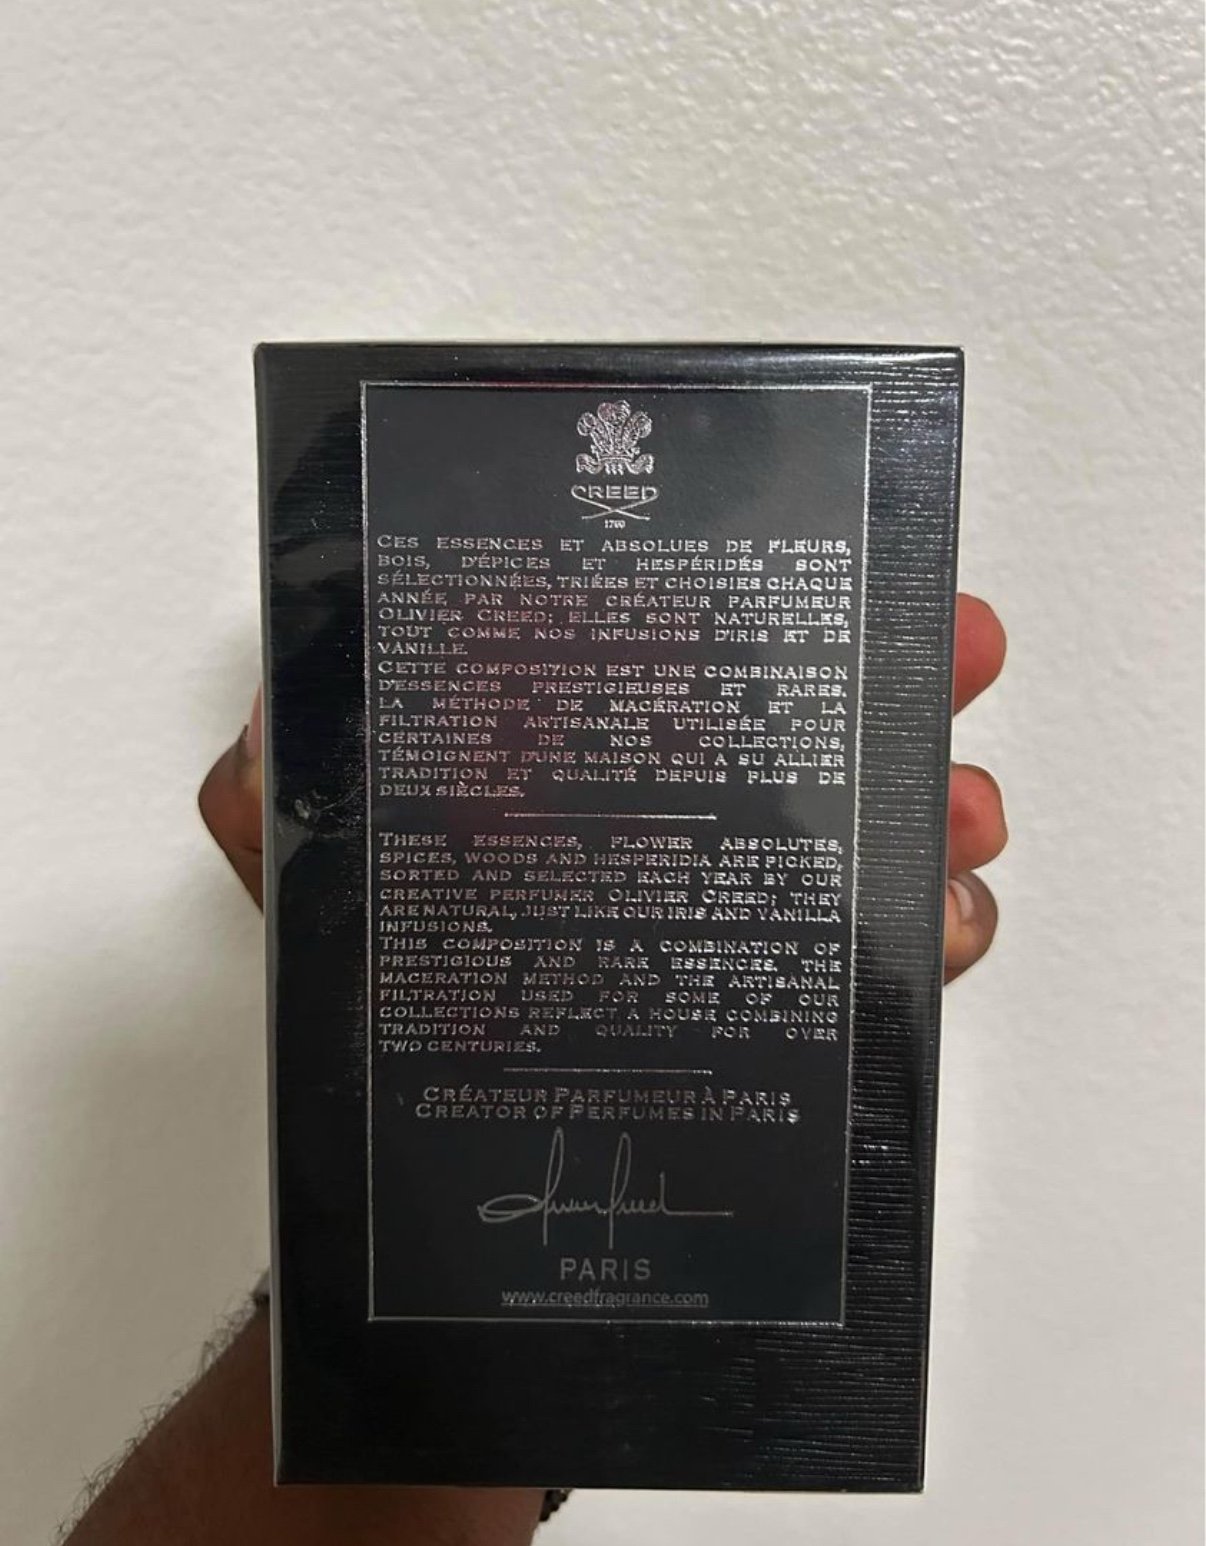 CREED
1760
CES ESSENCES ET ABSOLUES DE FLEURS,
BOIS, D'ÉPICES ET HESPÉRIDÉS SONT
SÉLECTIONNÉES, TRIÉES ET CHOISIES CHAQUE
ANNÉE PAR NOTRE CRÉATEUR PARFUMEUR
OLIVIER CREED; ELLES SONT NATURELLES,
TOUT COMME NOS INFUSIONS D'IRIS ET DE
VANILLE.
CETTE COMPOSITION EST UNE COMBINAISON
D'ESSENCES PRESTIGIEUSES ET RARES.
LA MÉTHODE DE MACÉRATION ET LA
FILTRATION ARTISANALE UTILISÉE POUR
CERTAINES DE NOS COLLECTIONS,
TÉMOIGNENT D'UNE MAISON QUI A SU ALLIER
TRADITION ET QUALITÉ DEPUIS PLUS DE
DEUX SIÈCLES.
THESE ESSENCES, FLOWER ABSOLUTES,
SPICES, WOODS AND HESPERIDIA ARE PICKED,
SORTED AND SELECTED EACH YEAR BY OUR
CREATIVE PERFUMER OLIVIER CREED; THEY
ARE NATURAL, JUST LIKE OUR IRIS AND VANILLA
INFUSIONS.
THIS COMPOSITION IS A COMBINATION OF
PRESTIGIOUS AND RARE ESSENCES. THE
MACERATION METHOD AND THE ARTISANAL
FILTRATION USED FOR SOME OF OUR
COLLECTIONS REFLECT A HOUSE COMBINING
TRADITION AND QUALITY FOR OVER
TWO CENTURIES.
CRÉATEUR PARFUMEUR À PARIS
CREATOR OF PERFUMES IN PARIS
Olivier Creed
PARIS
www.creedfragrance.com